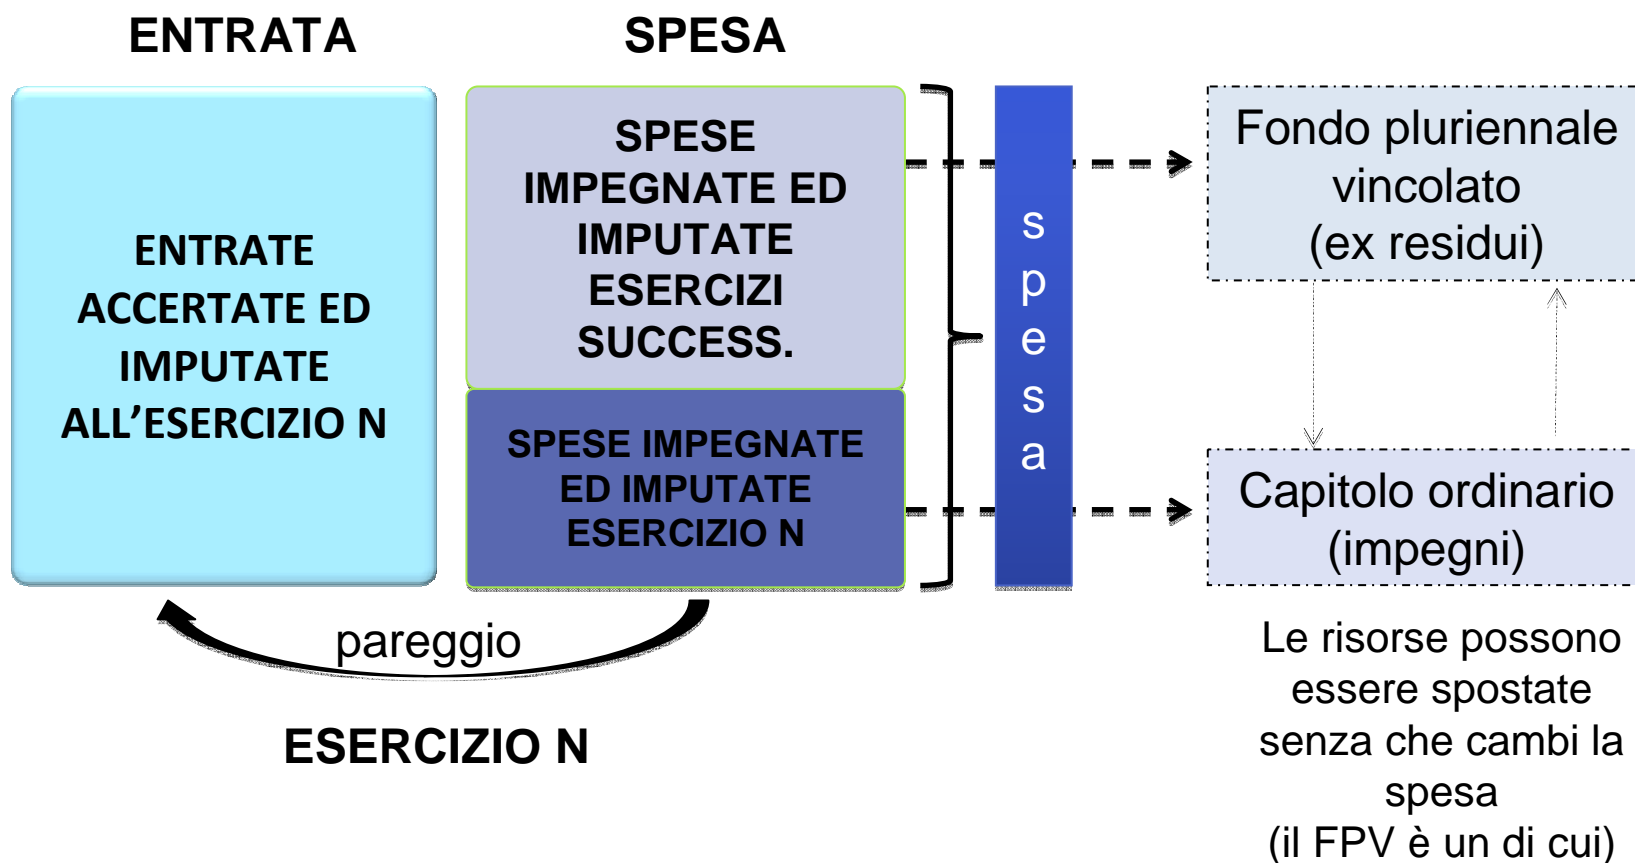 ENTRATA
SPESA
ENTRATE
ACCERTATE ED
IMPUTATE
ALL’ESERCIZIO N
SPESE
IMPEGNATE ED
IMPUTATE
ESERCIZI
SUCCESS.
SPESE IMPEGNATE
ED IMPUTATE
ESERCIZIO N
s
p
e
s
a
Fondo pluriennale
vincolato
(ex residui)
Capitolo ordinario
(impegni)
Le risorse possono
essere spostate
senza che cambi la
spesa
(il FPV è un di cui)
pareggio
ESERCIZIO N